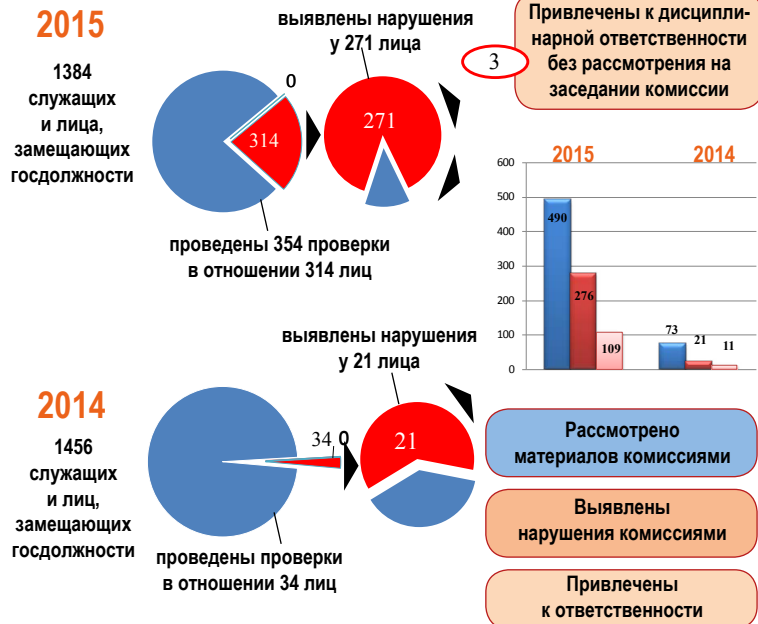 2015
1384
служащих
и лица,
замещающих
госдолжности
0
314
проведены 354 проверки
в отношении 314 лиц
выявлены нарушения
у 271 лица
271
3
Привлечены к дисципли-
нарной ответственности
без рассмотрения на
заседании комиссии
2015
2014
600
500
400
300
200
100
0
490
276
109
73
21
11
2014
1456
служащих
и лиц,
замещающих
госдолжности
34
0
проведены проверки
в отношении 34 лиц
выявлены нарушения
у 21 лица
21
Рассмотрено
материалов комиссиями
Выявлены
нарушения комиссиями
Привлечены
к ответственности